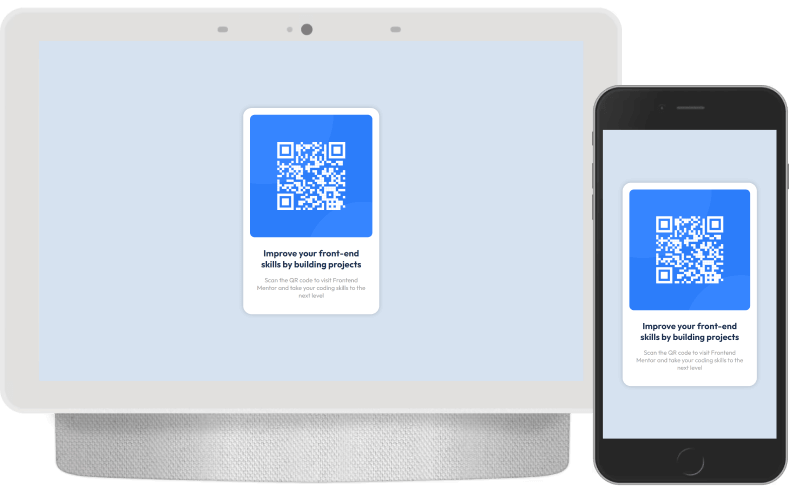 Improve your front-end
skills by building projects
Scan the QR code to visit Frontend
Mentor and take your coding skills to the
next level
Improve your front-end
skills by building projects
Scan the QR code to visit Frontend
Mentor and take your coding skills to the
next level